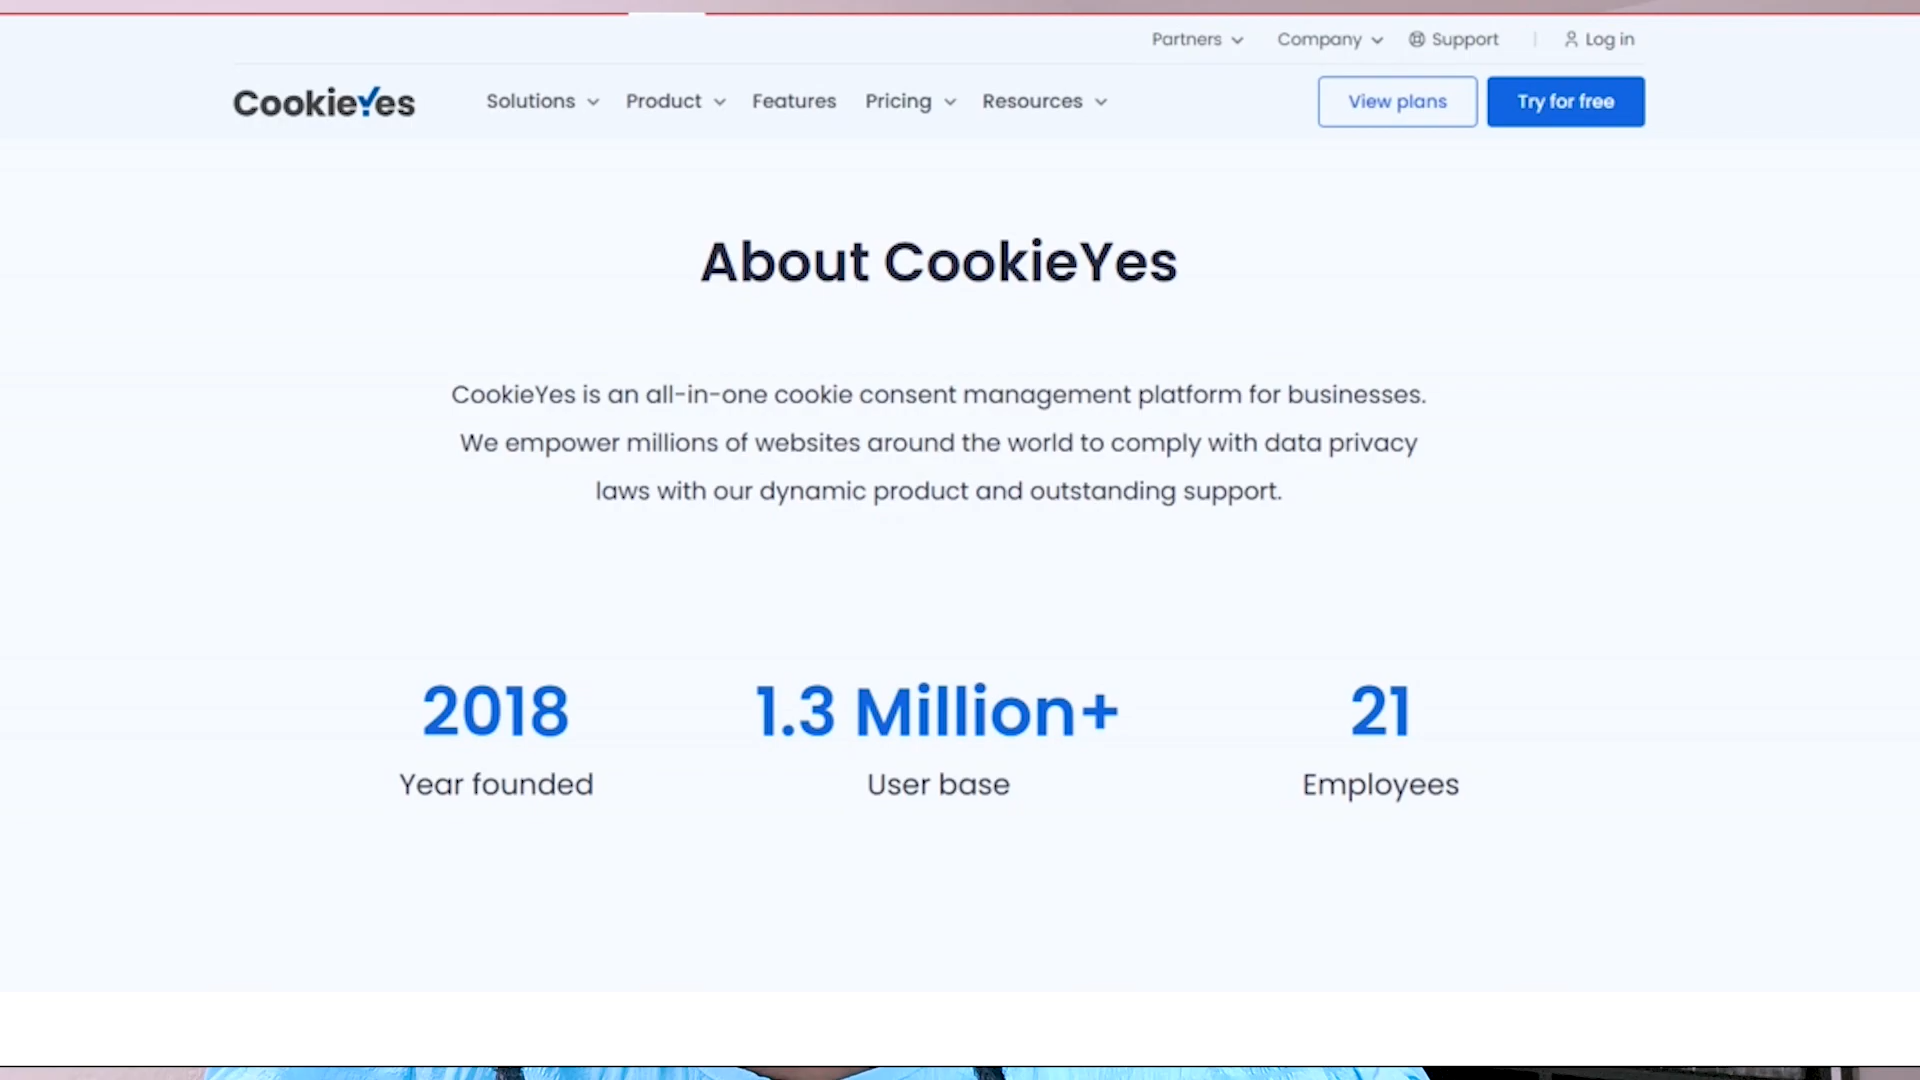 Partners
Company
Support
Log in
CookieYes
Solutions
Product
Features
Pricing
Resources
View plans
Try for free
About CookieYes
CookieYes is an all-in-one cookie consent management platform for businesses.
We empower millions of websites around the world to comply with data privacy
laws with our dynamic product and outstanding support.
2018
1.3 Million+
21
Year founded
User base
Employees